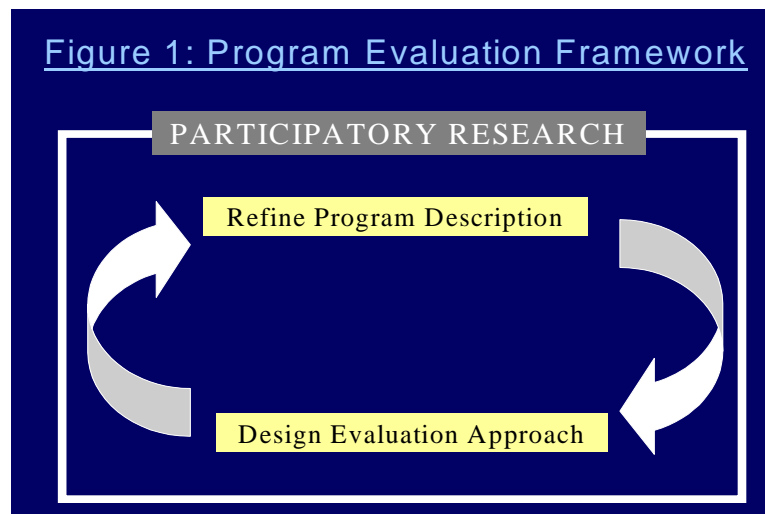 Figure 1: Program Evaluation Framework
PARTICIPATORY RESEARCH
Refine Program Description
Design Evaluation Approach